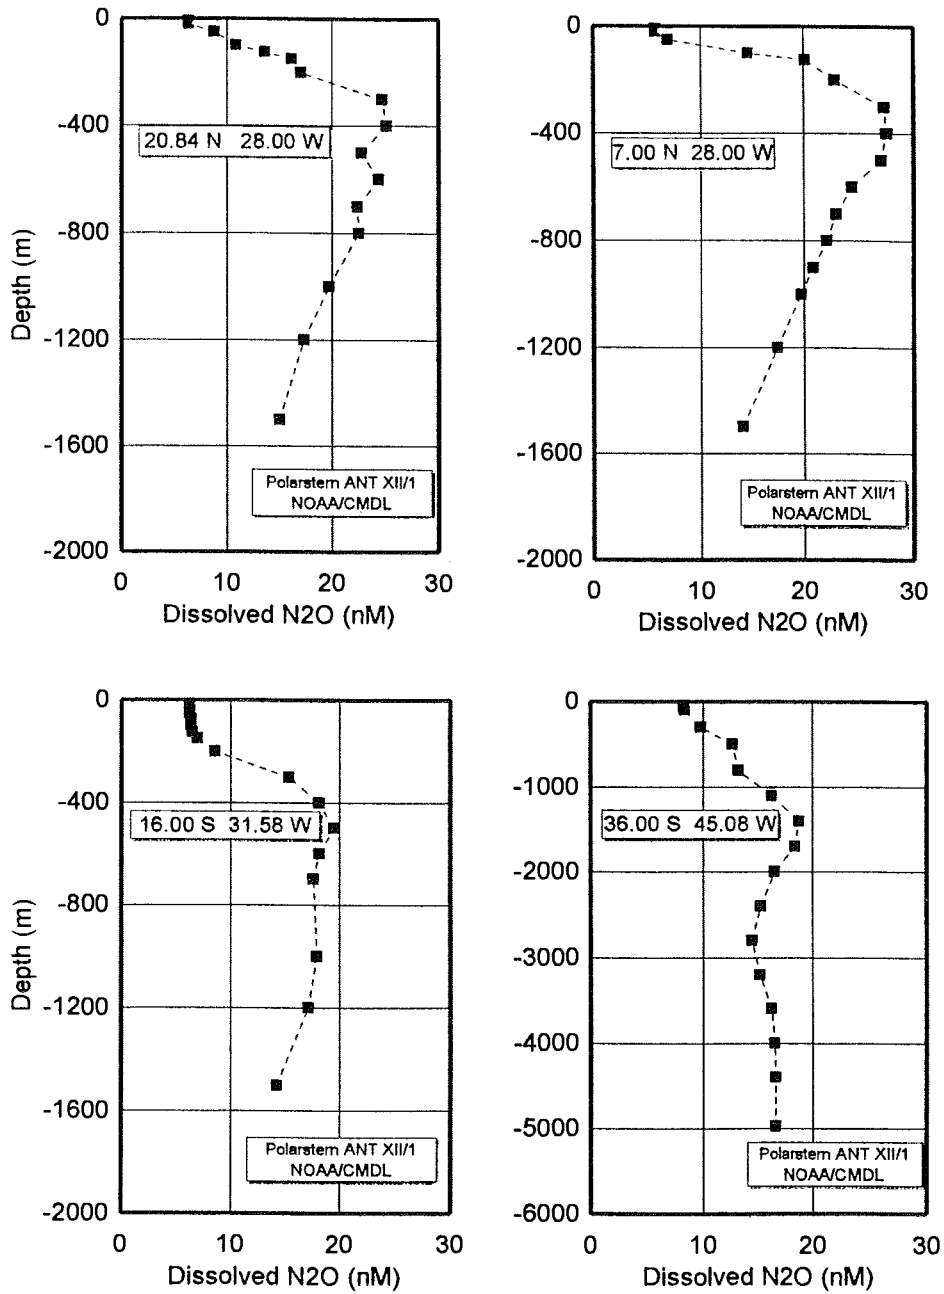 0
-400
-800
-1200
-1600
-2000
Depth (m)
20.84 N 28.00 W
Polarstern ANT XII/1
NOAA/CMDL
0 10 20 30
Dissolved N2O (nM)
0
-400
-800
-1200
-1600
-2000
7.00 N 28.00 W
Polarstern ANT XII/1
NOAA/CMDL
0 10 20 30
Dissolved N2O (nM)
0
-400
-800
-1200
-1600
-2000
Depth (m)
16.00 S 31.58 W
Polarstern ANT XII/1
NOAA/CMDL
0 10 20 30
Dissolved N2O (nM)
0
-1000
-2000
-3000
-4000
-5000
-6000
36.00 S 45.08 W
Polarstern ANT XII/1
NOAA/CMDL
0 10 20 30
Dissolved N2O (nM)